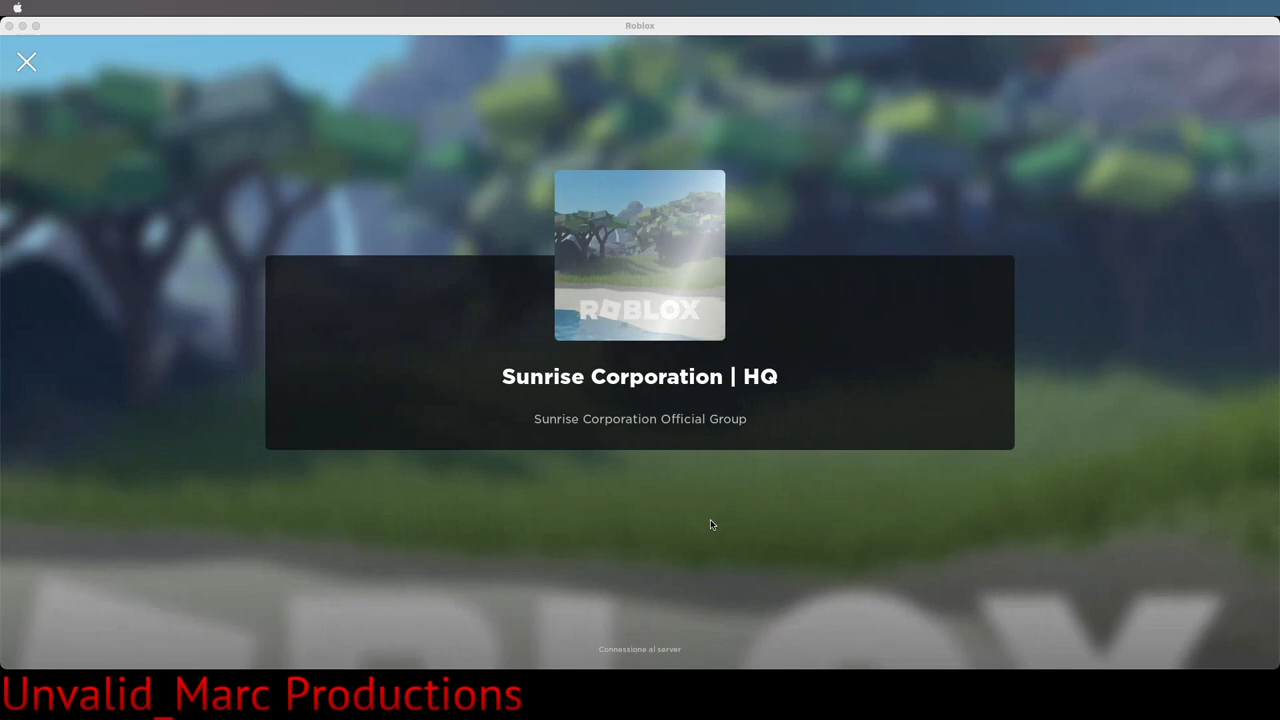 Roblox
ROBLOX
Sunrise Corporation | HQ
Sunrise Corporation Official Group
Connessione al server
Unvalid_Marc Productions